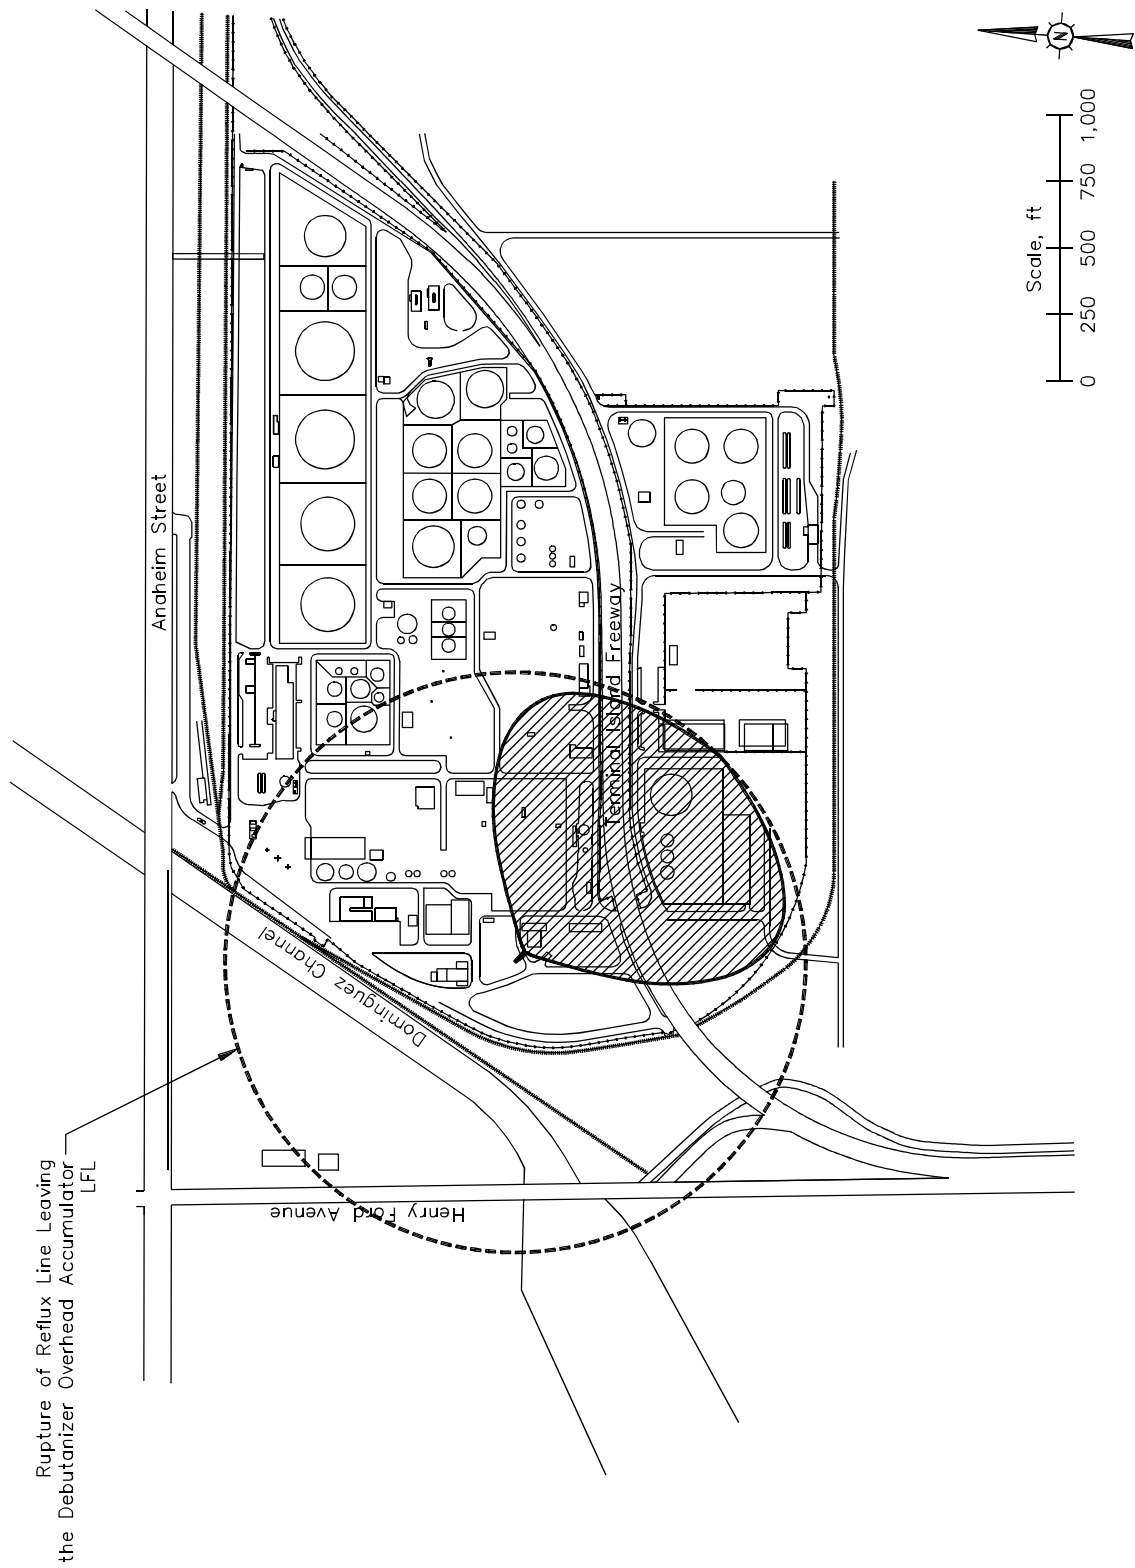 Rupture of Reflux Line Leaving
the Debutanizer Overhead Accumulator
LFL
Anaheim Street
Dominguez Channel
Henry Ford Avenue
Terminal Island Freeway
N
Scale, ft
0 250 500 750 1,000